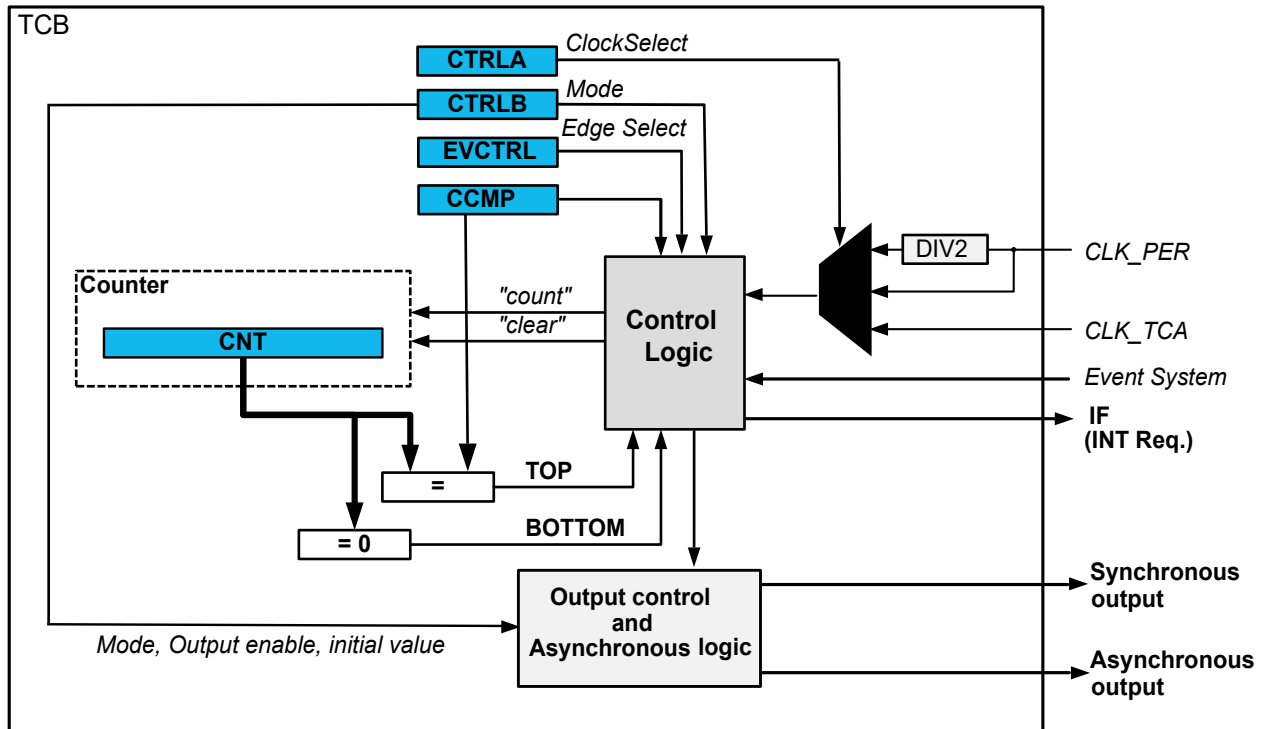 TCB
CTRLA
ClockSelect
CTRLB
Mode
EVCTRL
Edge Select
CCMP
DIV2
CLK_PER
Counter
"count"
"clear"
CNT
Control
Logic
CLK_TCA
Event System
IF
(INT Req.)
=
TOP
= 0
BOTTOM
Output control
and
Asynchronous logic
Mode, Output enable, initial value
Synchronous
output
Asynchronous
output